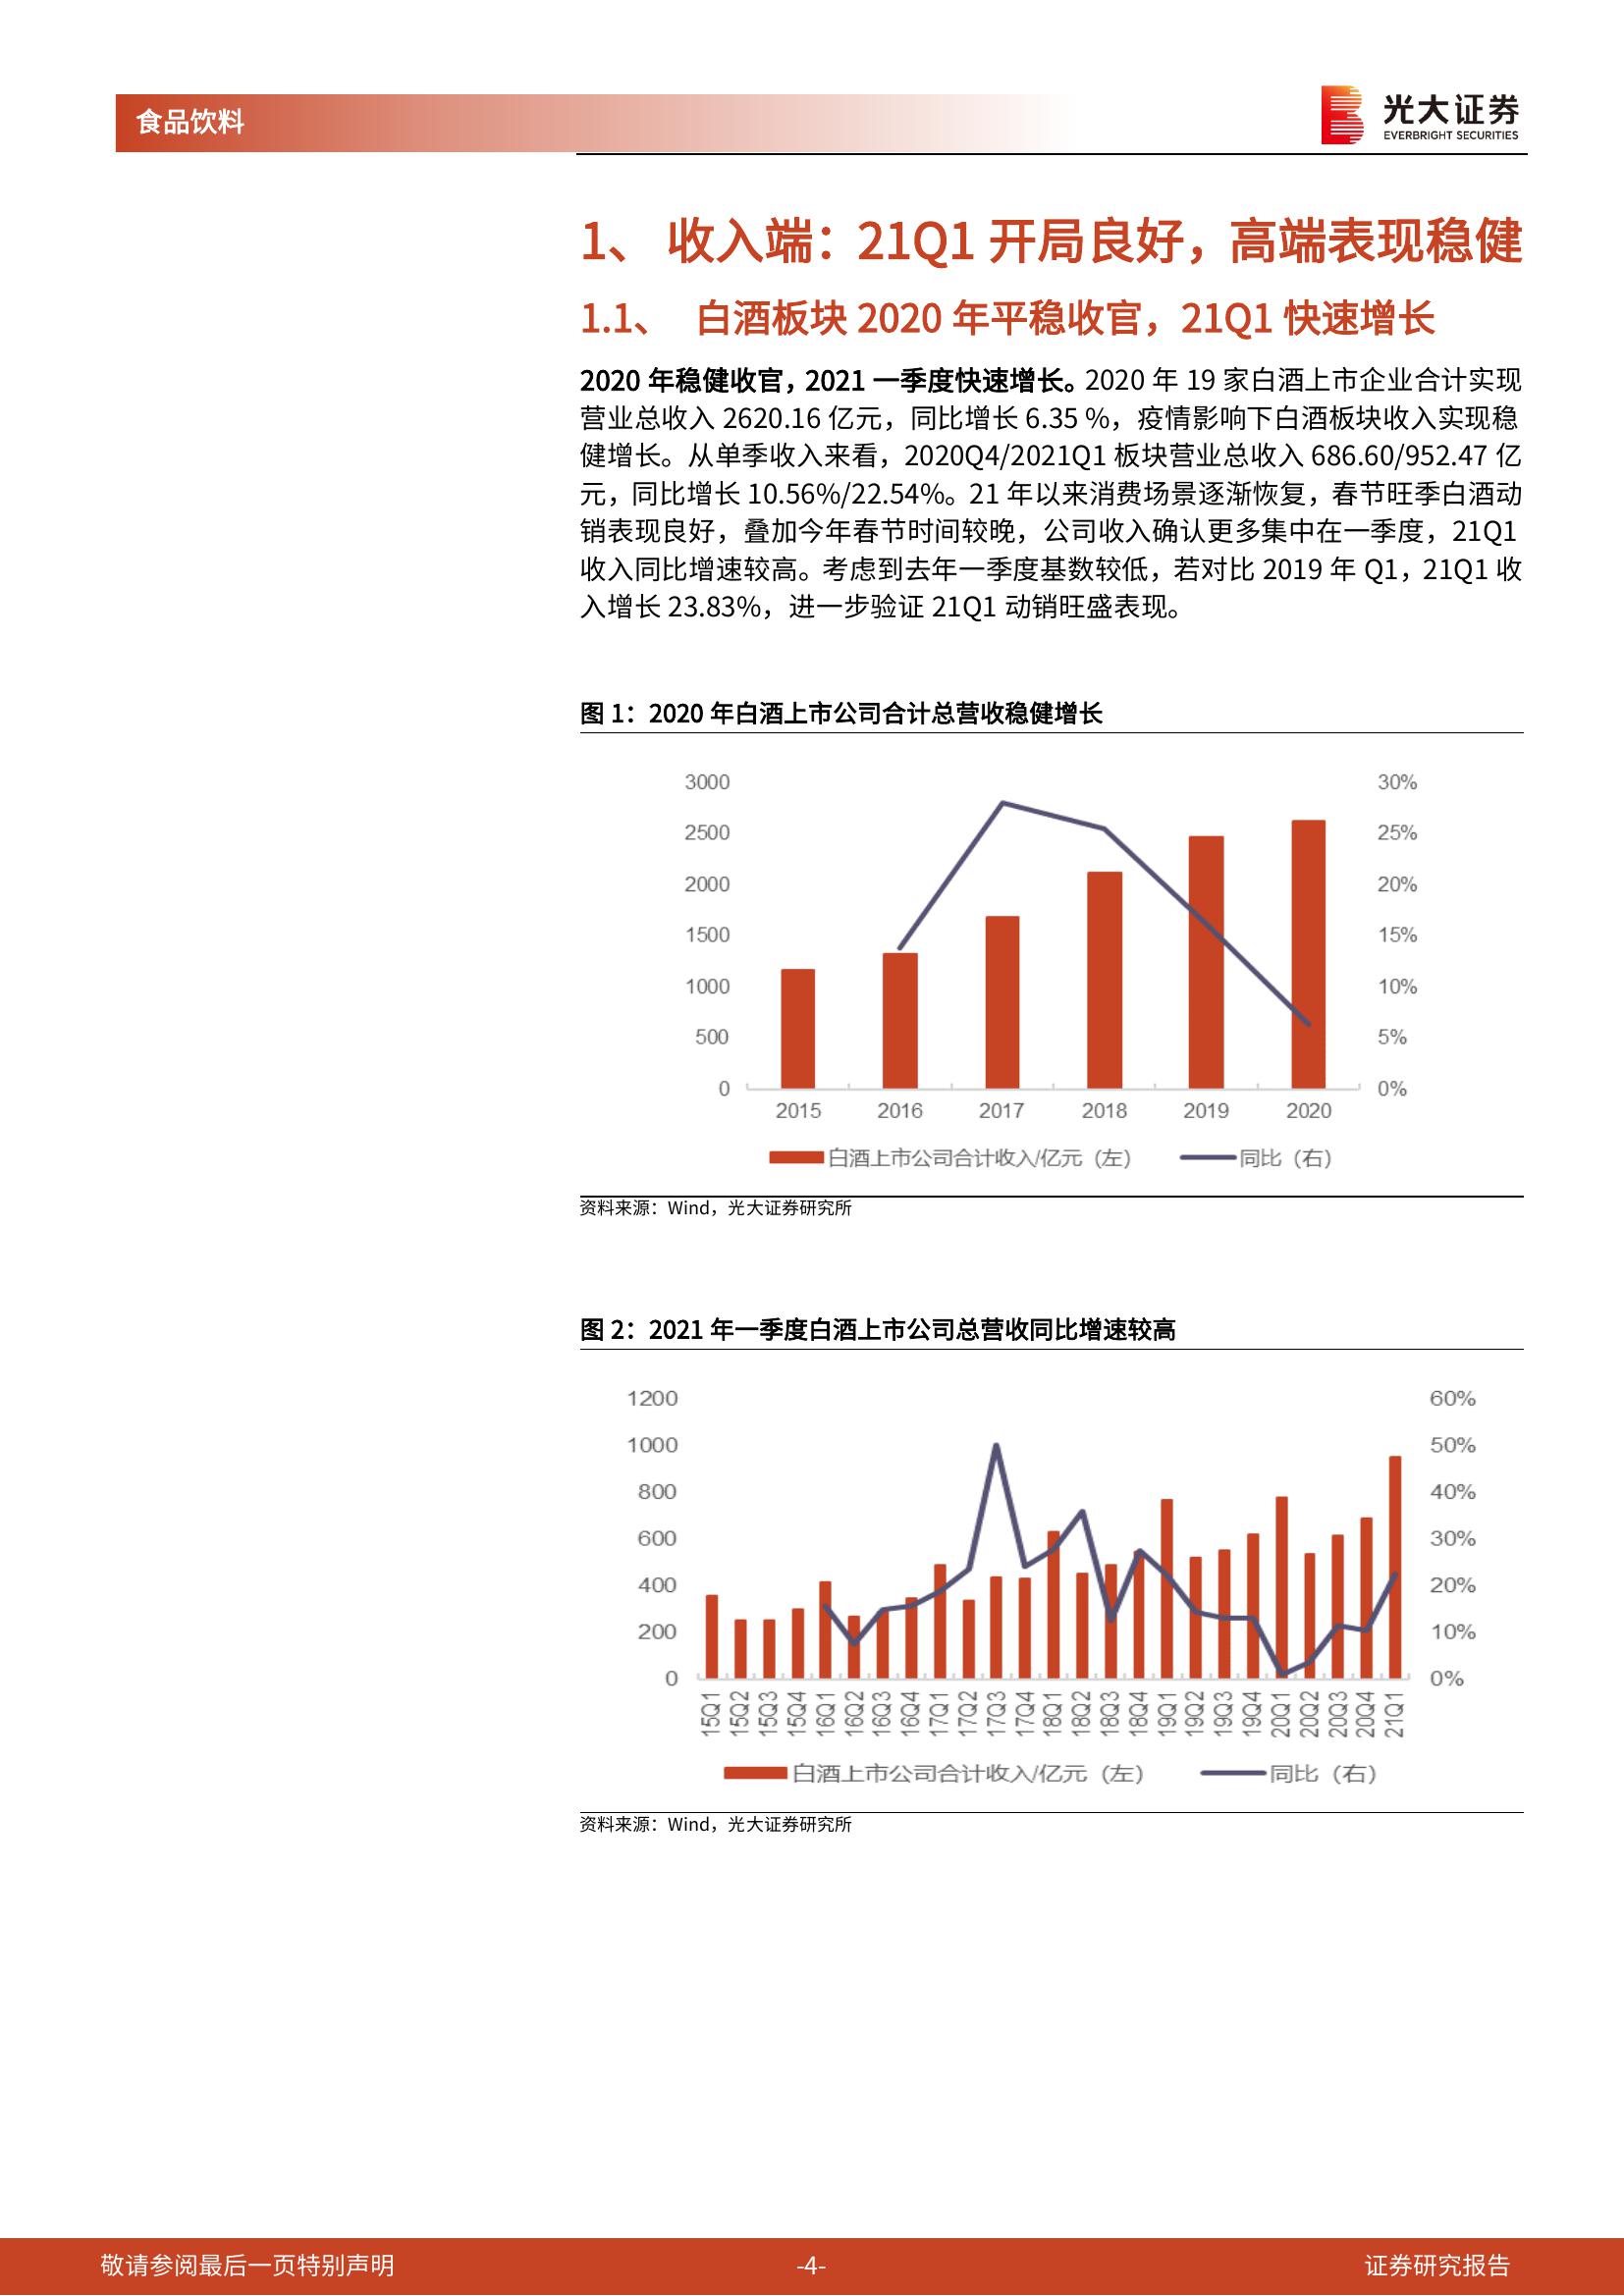 食品饮料
光大证券
EVERBRIGHT SECURITIES
1、 收入端：21Q1 开局良好，高端表现稳健
1.1、 白酒板块 2020 年平稳收官，21Q1 快速增长
2020 年稳健收官，2021 一季度快速增长。2020 年 19 家白酒上市企业合计实现
营业总收入 2620.16 亿元，同比增长 6.35 %，疫情影响下白酒板块收入实现稳
健增长。从单季收入来看，2020Q4/2021Q1 板块营业总收入 686.60/952.47 亿
元，同比增长 10.56%/22.54%。21 年以来消费场景逐渐恢复，春节旺季白酒动
销表现良好，叠加今年春节时间较晚，公司收入确认更多集中在一季度，21Q1
收入同比增速较高。考虑到去年一季度基数较低，若对比 2019 年 Q1，21Q1 收
入增长 23.83%，进一步验证 21Q1 动销旺盛表现。
图 1：2020 年白酒上市公司合计总营收稳健增长
3000 30%
2500 25%
2000 20%
1500 15%
1000 10%
500 5%
0 0%
2015 2016 2017 2018 2019 2020
白酒上市公司合计收入/亿元（左） 同比（右）
资料来源：Wind，光大证券研究所
图 2：2021 年一季度白酒上市公司总营收同比增速较高
1200 60%
1000 50%
800 40%
600 30%
400 20%
200 10%
0 0%
15Q1 15Q2 15Q3 15Q4 16Q1 16Q2 16Q3 16Q4 17Q1 17Q2 17Q3 17Q4 18Q1 18Q2 18Q3 18Q4 19Q1 19Q2 19Q3 19Q4 20Q1 20Q2 20Q3 20Q4 21Q1
白酒上市公司合计收入/亿元（左） 同比（右）
资料来源：Wind，光大证券研究所
敬请参阅最后一页特别声明 -4- 证券研究报告